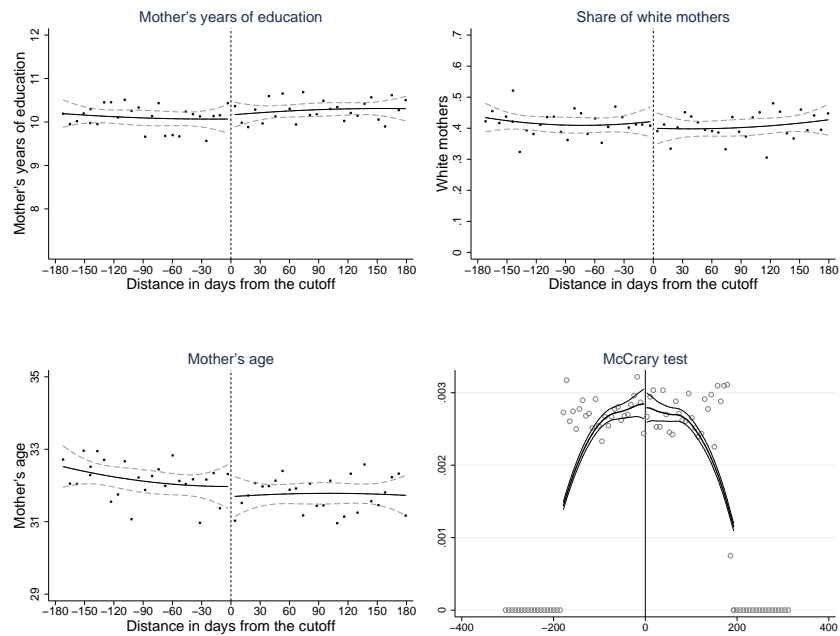 Mother's years of education
Mother's years of education
12
11
10
9
8
−180 −150 −120 −90 −60 −30 0 30 60 90 120 150 180
Distance in days from the cutoff
Share of white mothers
White mothers
.7
.6
.5
.4
.3
.2
.1
0
−180 −150 −120 −90 −60 −30 0 30 60 90 120 150 180
Distance in days from the cutoff
Mother's age
Mother's age
35
33
31
29
−180 −150 −120 −90 −60 −30 0 30 60 90 120 150 180
Distance in days from the cutoff
McCrary test
.003
.002
.001
0
−400 −200 0 200 400